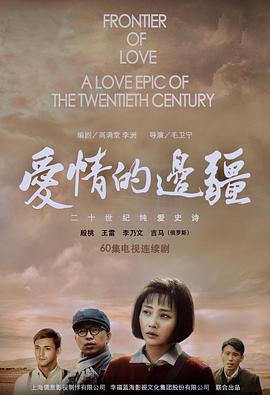 FRONTIER
OF
LOVE
A LOVE EPIC OF
THE TWENTIETH CENTURY
编剧／高满堂 李洲 导演／毛卫宁
爱情的邊疆
二十世纪纯爱史诗
殷桃 王雷 李乃文 吉马(俄罗斯)
60集电视连续剧
上海儒意影视制作有限公司 幸福蓝海影视文化集团股份有限公司 联合出品